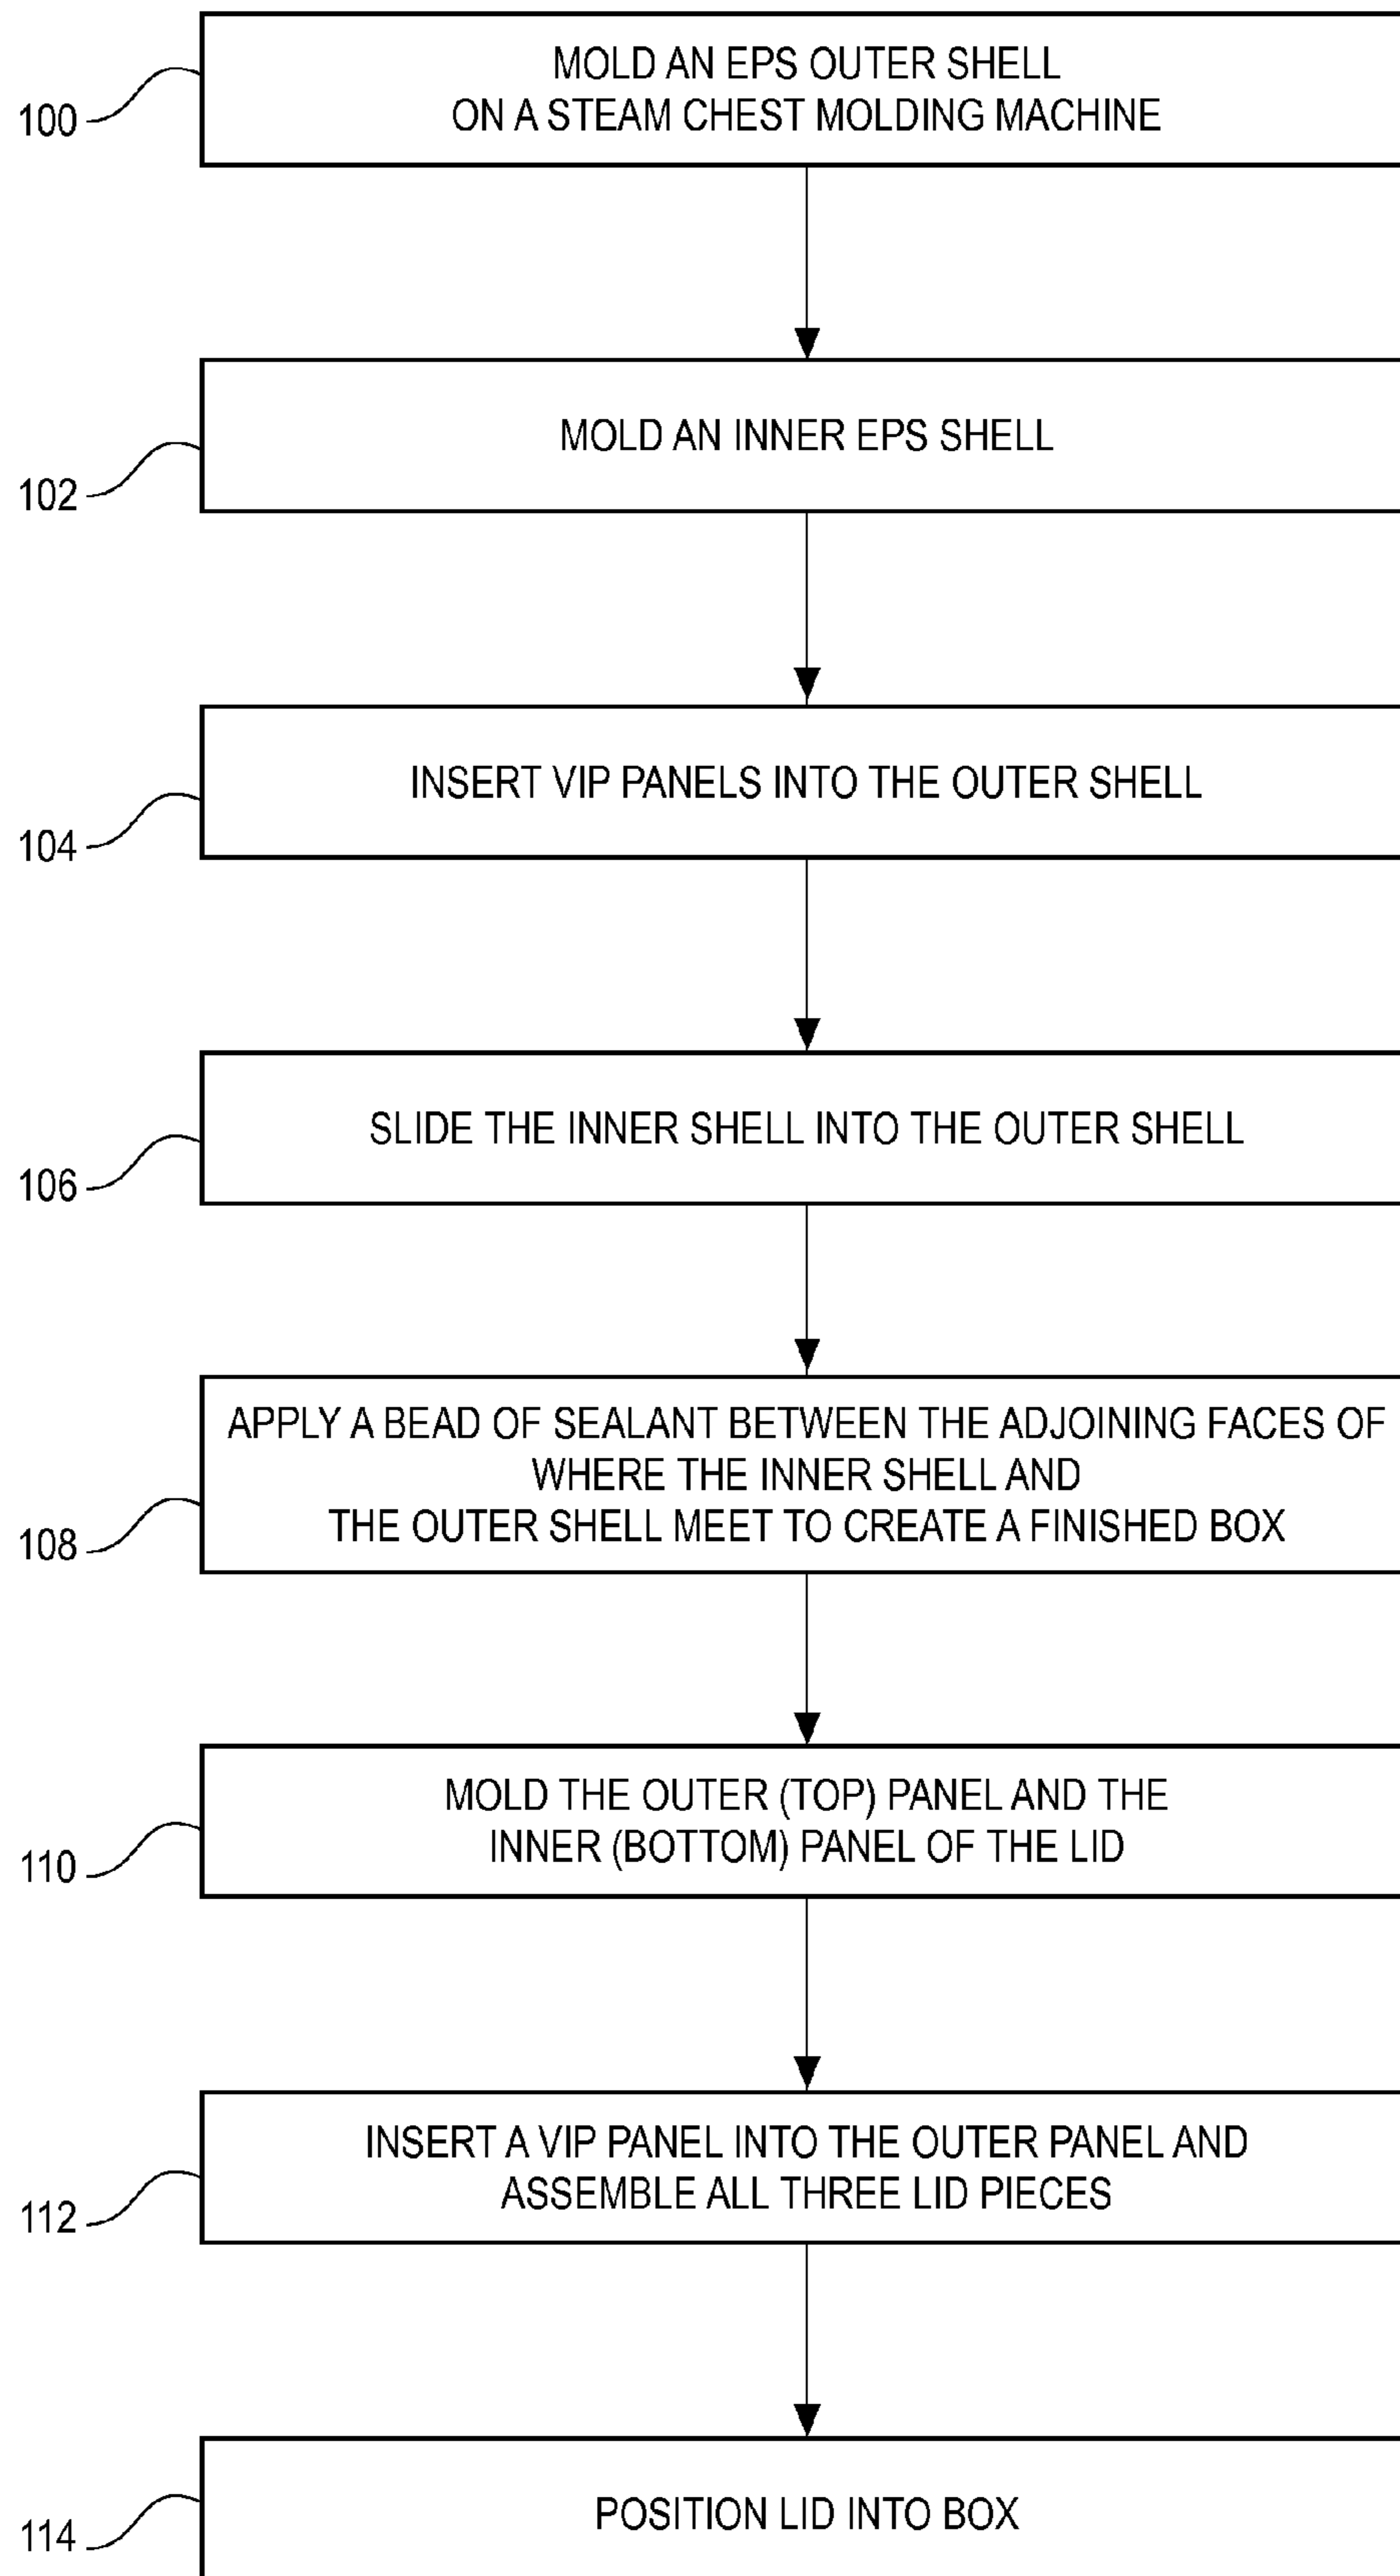 MOLD AN EPS OUTER SHELL
ON A STEAM CHEST MOLDING MACHINE
100
MOLD AN INNER EPS SHELL
102
INSERT VIP PANELS INTO THE OUTER SHELL
104
SLIDE THE INNER SHELL INTO THE OUTER SHELL
106
APPLY A BEAD OF SEALANT BETWEEN THE ADJOINING FACES OF
WHERE THE INNER SHELL AND
THE OUTER SHELL MEET TO CREATE A FINISHED BOX
108
MOLD THE OUTER (TOP) PANEL AND THE
INNER (BOTTOM) PANEL OF THE LID
110
INSERT A VIP PANEL INTO THE OUTER PANEL AND
ASSEMBLE ALL THREE LID PIECES
112
POSITION LID INTO BOX
114